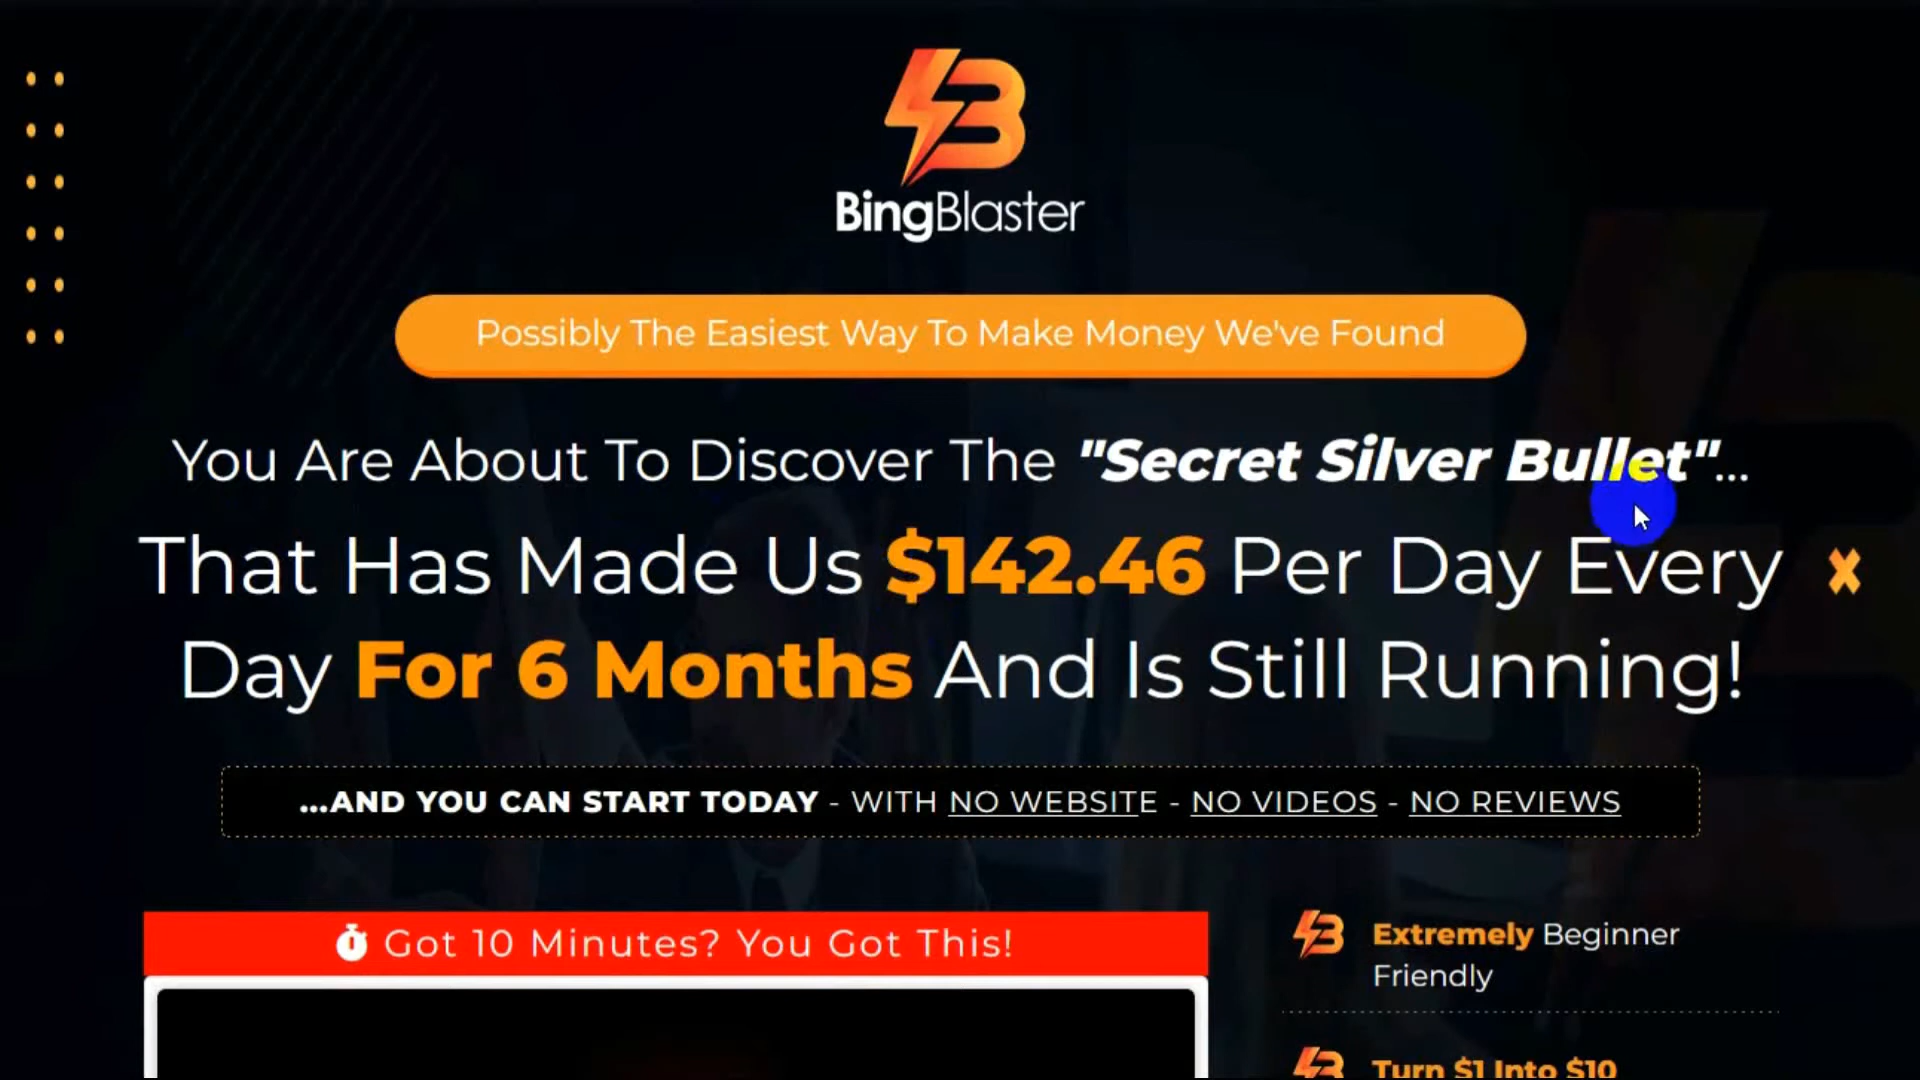 BingBlaster
Possibly The Easiest Way To Make Money We've Found
You Are About To Discover The "Secret Silver Bullet"...
That Has Made Us $142.46 Per Day Every
Day For 6 Months And Is Still Running!
...AND YOU CAN START TODAY - WITH NO WEBSITE - NO VIDEOS - NO REVIEWS
Got 10 Minutes? You Got This!
Extremely Beginner
Friendly
Turn $1 Into $10